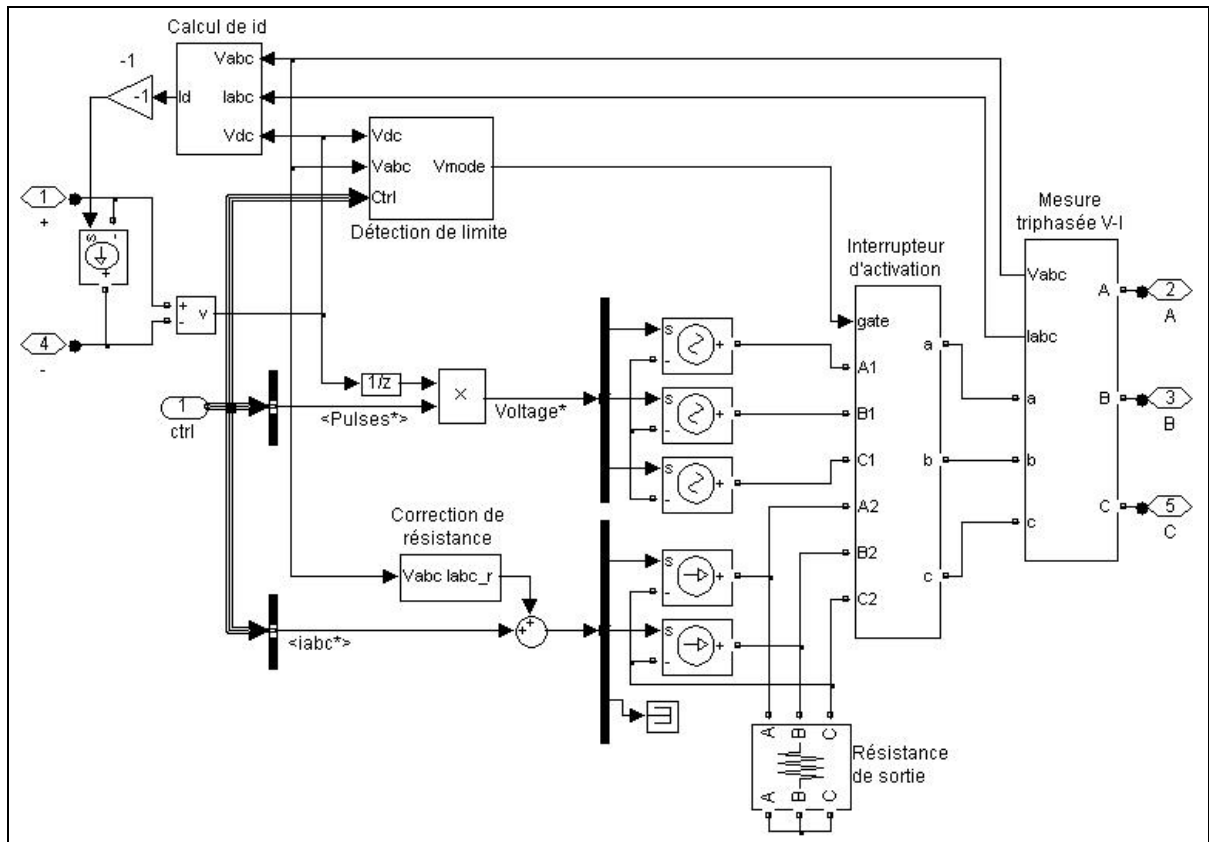 Calcul de id
-1
-1
Vabc
Id
Iabc
Vdc
Vdc
Vabc
Vmode
Ctrl
Détection de limite
1
+
s
-
+
4
-
+
-
v
1
ctrl
<Pulses*>
1/z
×
Voltage*
s
-
+
s
-
+
s
-
+
Correction de
résistance
Vabc Iabc_r
+
+
<iabc*>
s
-
+
s
-
+
Interrupteur
d'activation
gate
A1
B1
C1
A2
B2
C2
a
b
c
Mesure
triphasée V-I
Vabc
Iabc
a
b
c
A
B
C
2
A
3
B
5
C
A
B
C
A
B
C
Résistance
de sortie